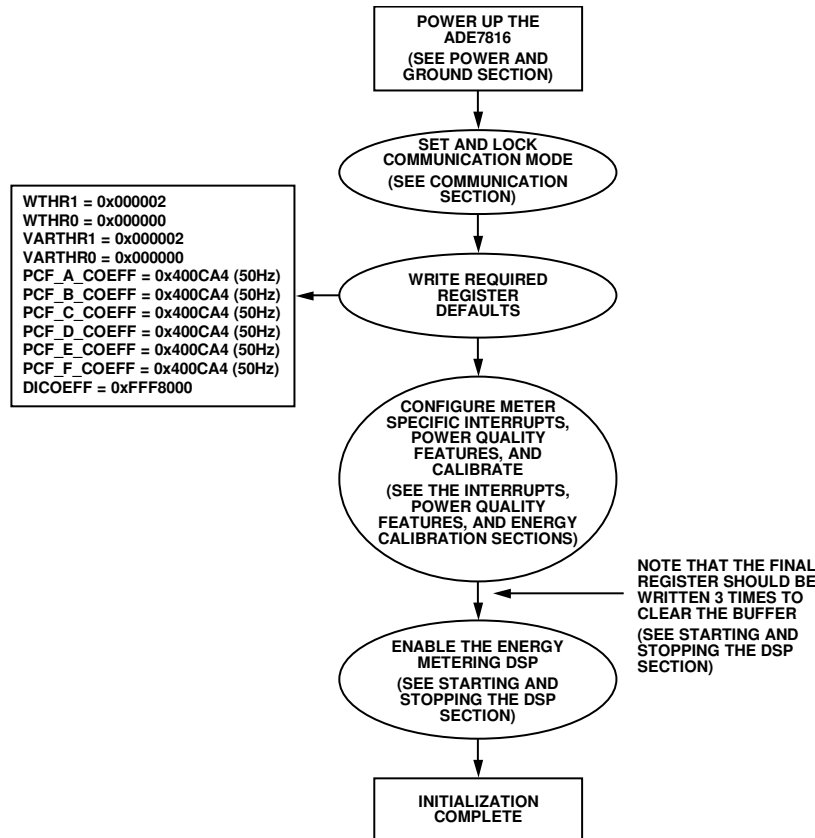 POWER UP THE
ADE7816
(SEE POWER AND
GROUND SECTION)
SET AND LOCK
COMMUNICATION MODE
(SEE COMMUNICATION
SECTION)
WTHR1 = 0x000002
WTHR0 = 0x000000
VARTHR1 = 0x000002
VARTHR0 = 0x000000
PCF_A_COEFF = 0x400CA4 (50Hz)
PCF_B_COEFF = 0x400CA4 (50Hz)
PCF_C_COEFF = 0x400CA4 (50Hz)
PCF_D_COEFF = 0x400CA4 (50Hz)
PCF_E_COEFF = 0x400CA4 (50Hz)
PCF_F_COEFF = 0x400CA4 (50Hz)
DICOEFF = 0xFFF8000
WRITE REQUIRED
REGISTER
DEFAULTS
CONFIGURE METER
SPECIFIC INTERRUPTS,
POWER QUALITY
FEATURES, AND
CALIBRATE
(SEE THE INTERRUPTS,
POWER QUALITY
FEATURES, AND ENERGY
CALIBRATION SECTIONS)
NOTE THAT THE FINAL
REGISTER SHOULD BE
WRITTEN 3 TIMES TO
CLEAR THE BUFFER
(SEE STARTING AND
STOPPING THE DSP
SECTION)
ENABLE THE ENERGY
METERING DSP
(SEE STARTING AND
STOPPING THE DSP
SECTION)
INITIALIZATION
COMPLETE